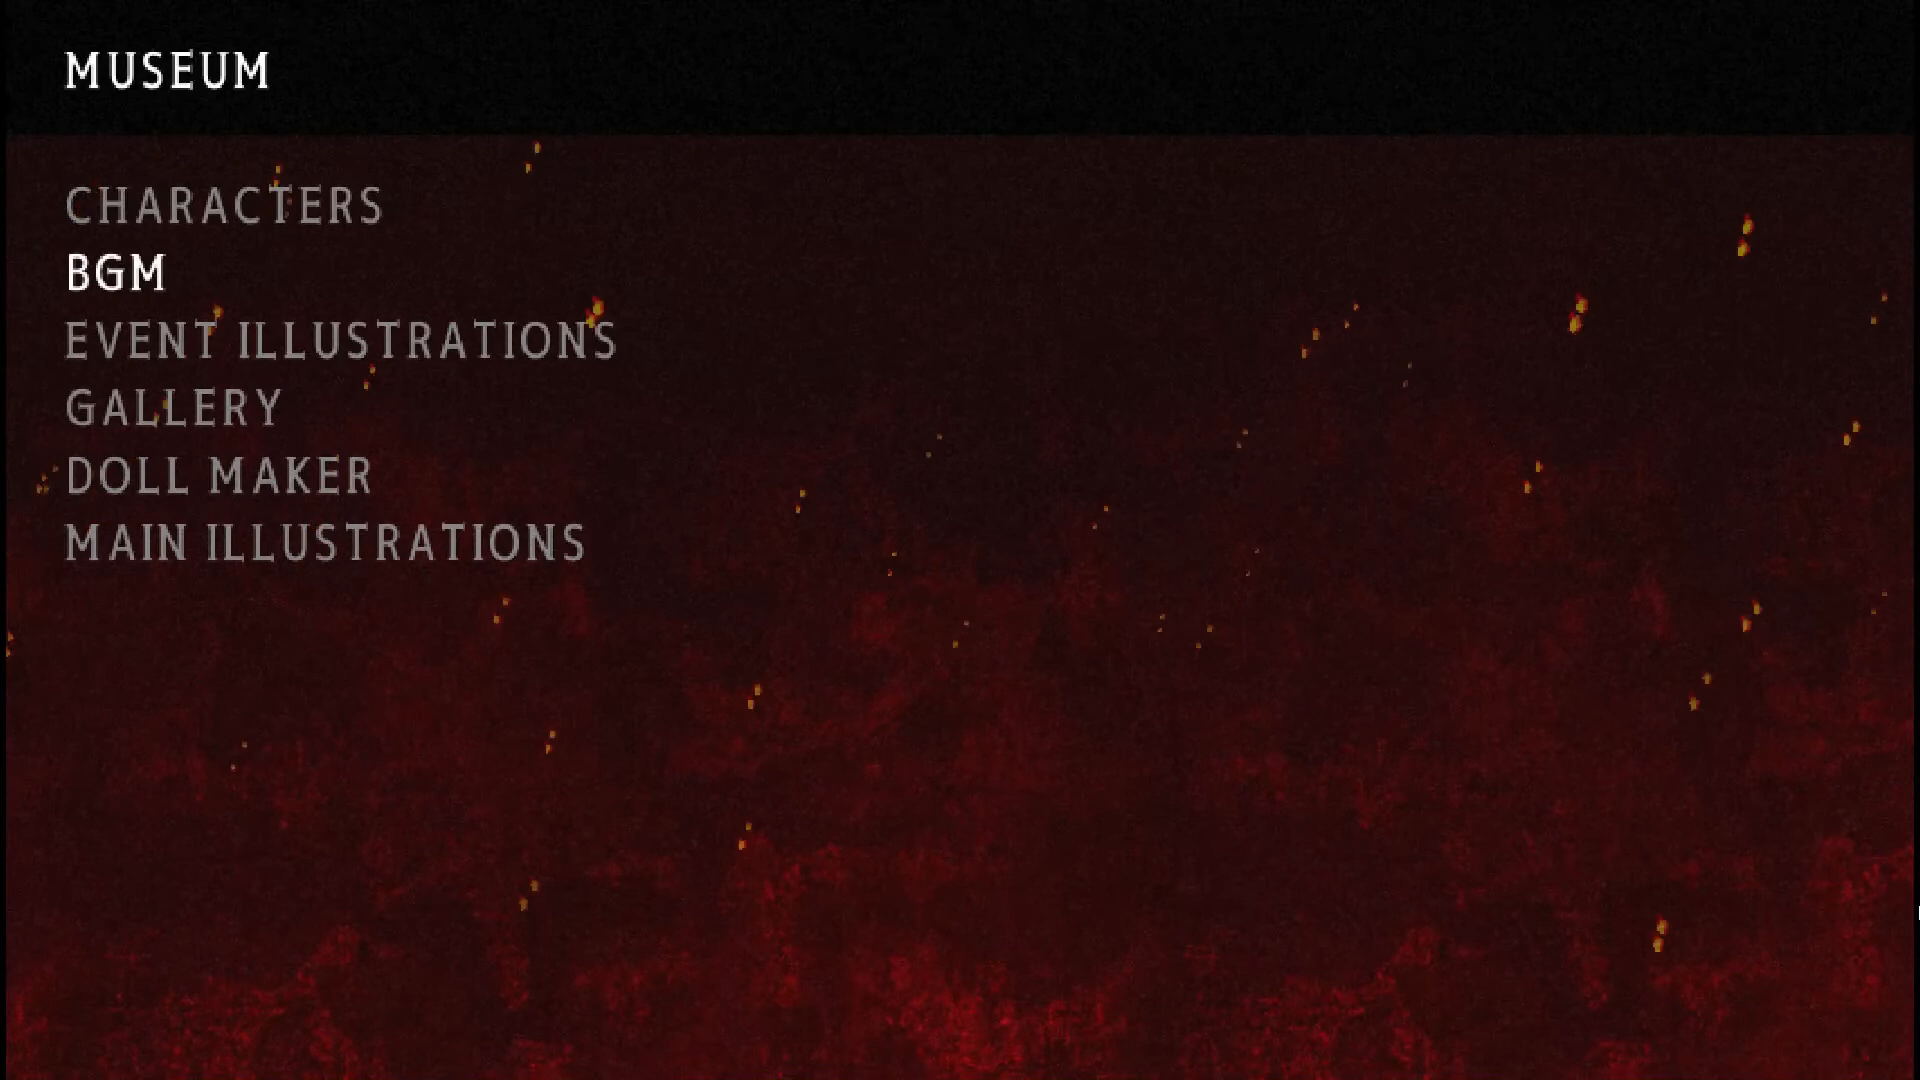 MUSEUM
CHARACTERS
BGM
EVENT ILLUSTRATIONS
GALLERY
DOLL MAKER
MAIN ILLUSTRATIONS